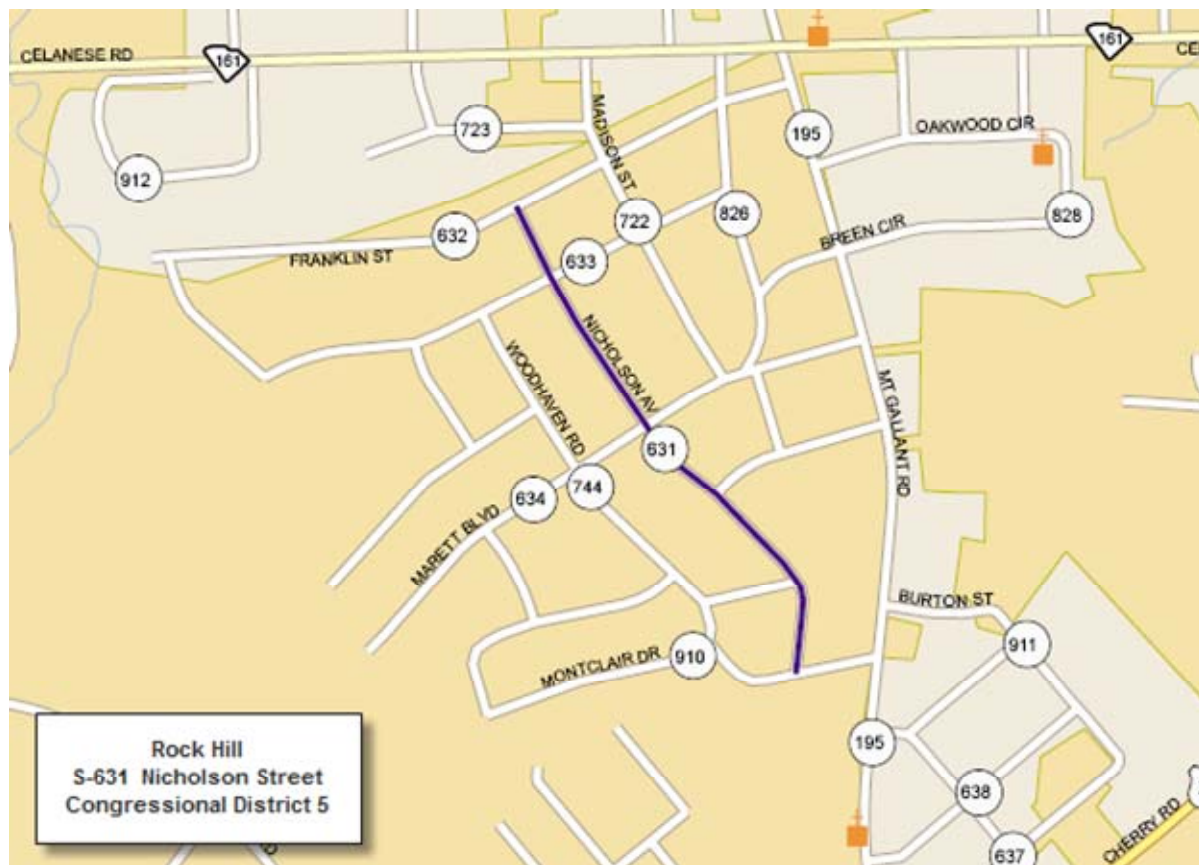 CELANESE RD
161
161
CE
723
MADISON ST
195
OAKWOOD CIR
912
632
722
826
828
BREEN CIR
FRANKLIN ST
633
NICHOLSON AV
WOODHAVEN RD
MT GALLANT RD
631
634
744
MARETT BLVD
BURTON ST
911
MONTCLAIR DR
910
195
638
637
CHERRY RD
Rock Hill
S-631 Nicholson Street
Congressional District 5